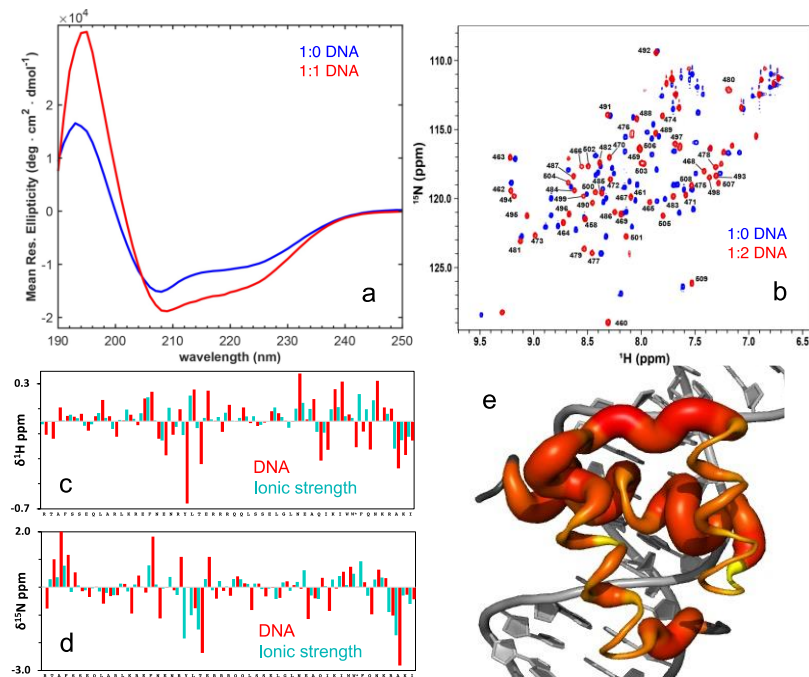 ×10⁴
2
0
-2
190 200 210 220 230 240 250
wavelength (nm)
Mean Res. Ellipticity (deg · cm² · dmol⁻¹)
1:0 DNA
1:1 DNA
a
110.0
115.0
120.0
125.0
¹⁵N (ppm)
9.5 9.0 8.5 8.0 7.5 7.0 6.5
¹H (ppm)
1:0 DNA
1:2 DNA
b
492
480
491
488
474
476
489
463
466
502
482
470
506
497
478
487
459
503
468
504
472
508
475
493
462
484
500
485
461
498
507
494
499
490
467
465
483
471
495
496
458
486
469
505
464
501
481
473
479
477
509
460
0.3
-0.7
δ¹H ppm
c
DNA
Ionic strength
R T A F S S E Q L A R L K R E F N E N R Y L T E R R R Q Q L S S E L G L N E A Q I K I W W* F Q N K R A K I
2.0
-3.0
δ¹⁵N ppm
d
DNA
Ionic strength
R T A F S S E Q L A R L K R E F N E N R Y L T E R R R Q Q L S S E L G L N E A Q I K I W W* F Q N K R A K I
e